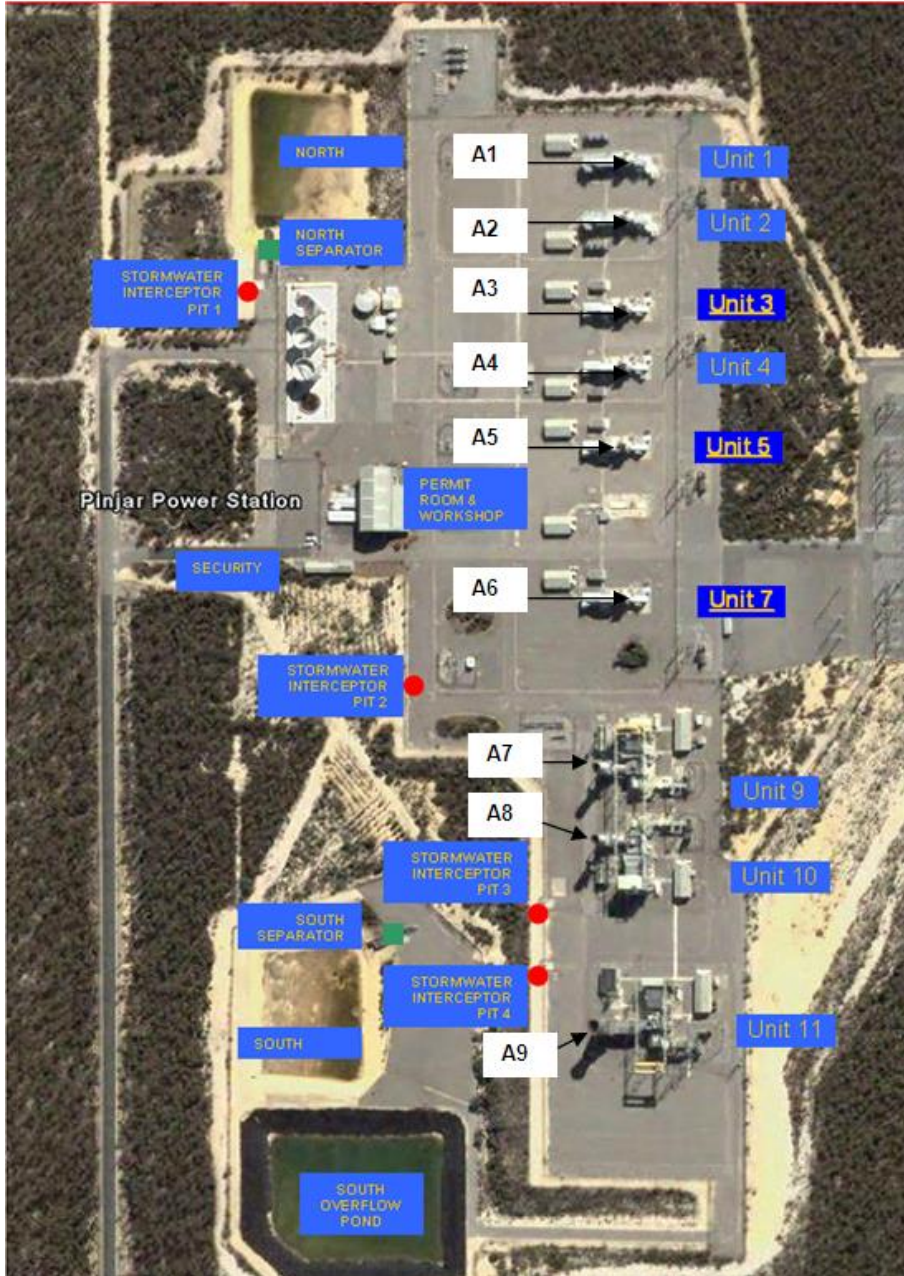 A1
Unit 1
NORTH
A2
Unit 2
NORTH
SEPARATOR
STORMWATER
INTERCEPTOR
PIT 1
A3
Unit 3
A4
Unit 4
A5
Unit 5
PERMIT
ROOM &
WORKSHOP
Pinjar Power Station
SECURITY
A6
Unit 7
STORMWATER
INTERCEPTOR
PIT 2
A7
Unit 9
A8
STORMWATER
INTERCEPTOR
PIT 3
Unit 10
SOUTH
SEPARATOR
STORMWATER
INTERCEPTOR
PIT 4
Unit 11
SOUTH
A9
SOUTH
OVERFLOW
POND